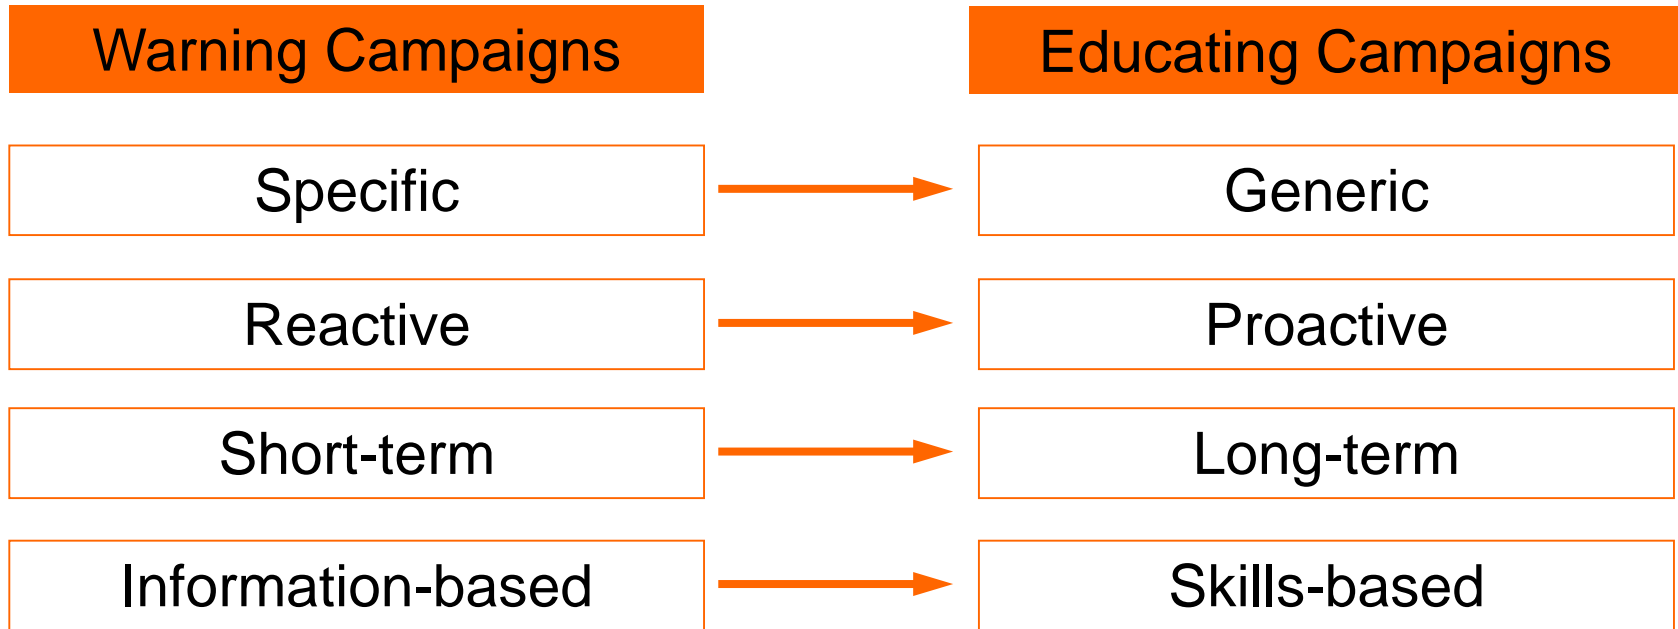 Warning Campaigns
Educating Campaigns
Specific
Generic
Reactive
Proactive
Short-term
Long-term
Information-based
Skills-based